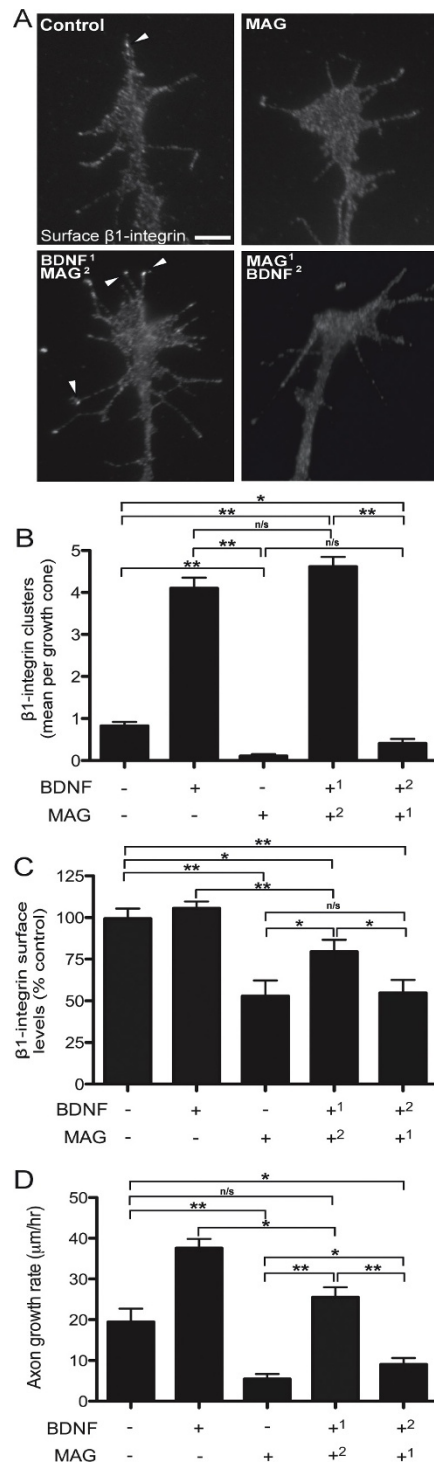 A
Control
MAG
Surface β1-integrin
BDNF¹
MAG²
MAG¹
BDNF²
B
*
** **
n/s
** n/s
**
β1-integrin clusters
(mean per growth cone)
5
4
3
2
1
0
BDNF - + - +¹ +²
MAG - - + +² +¹
C
**
*
**
**
n/s
* *
β1-integrin surface
levels (% control)
125
100
75
50
25
0
BDNF - + - +¹ +²
MAG - - + +² +¹
D
*
n/s
**
*
*
** **
Axon growth rate (μm/hr)
50
40
30
20
10
0
BDNF - + - +¹ +²
MAG - - + +² +¹